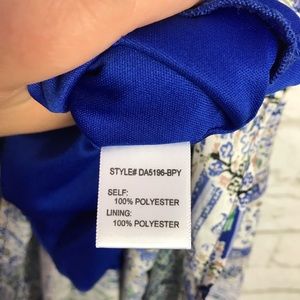 STYLE# DA5196-BPY
SELF:
100% POLYESTER
LINING:
100% POLYESTER